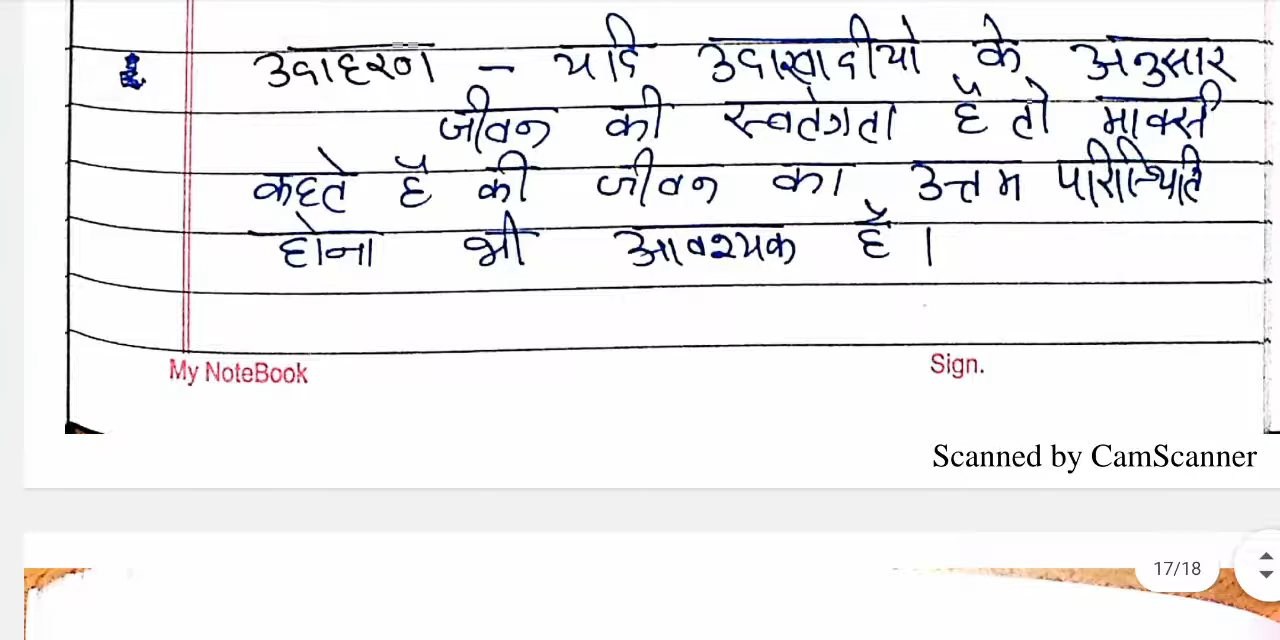 उदाहरण – यदि उदारवादीयो के अनुसार
जीवन की स्वतंत्रता है तो मार्क्स
कहते है की जीवन का उत्तम परिस्थिति
होना भी आवश्यक है ।
My NoteBook Sign.
Scanned by CamScanner
17/18